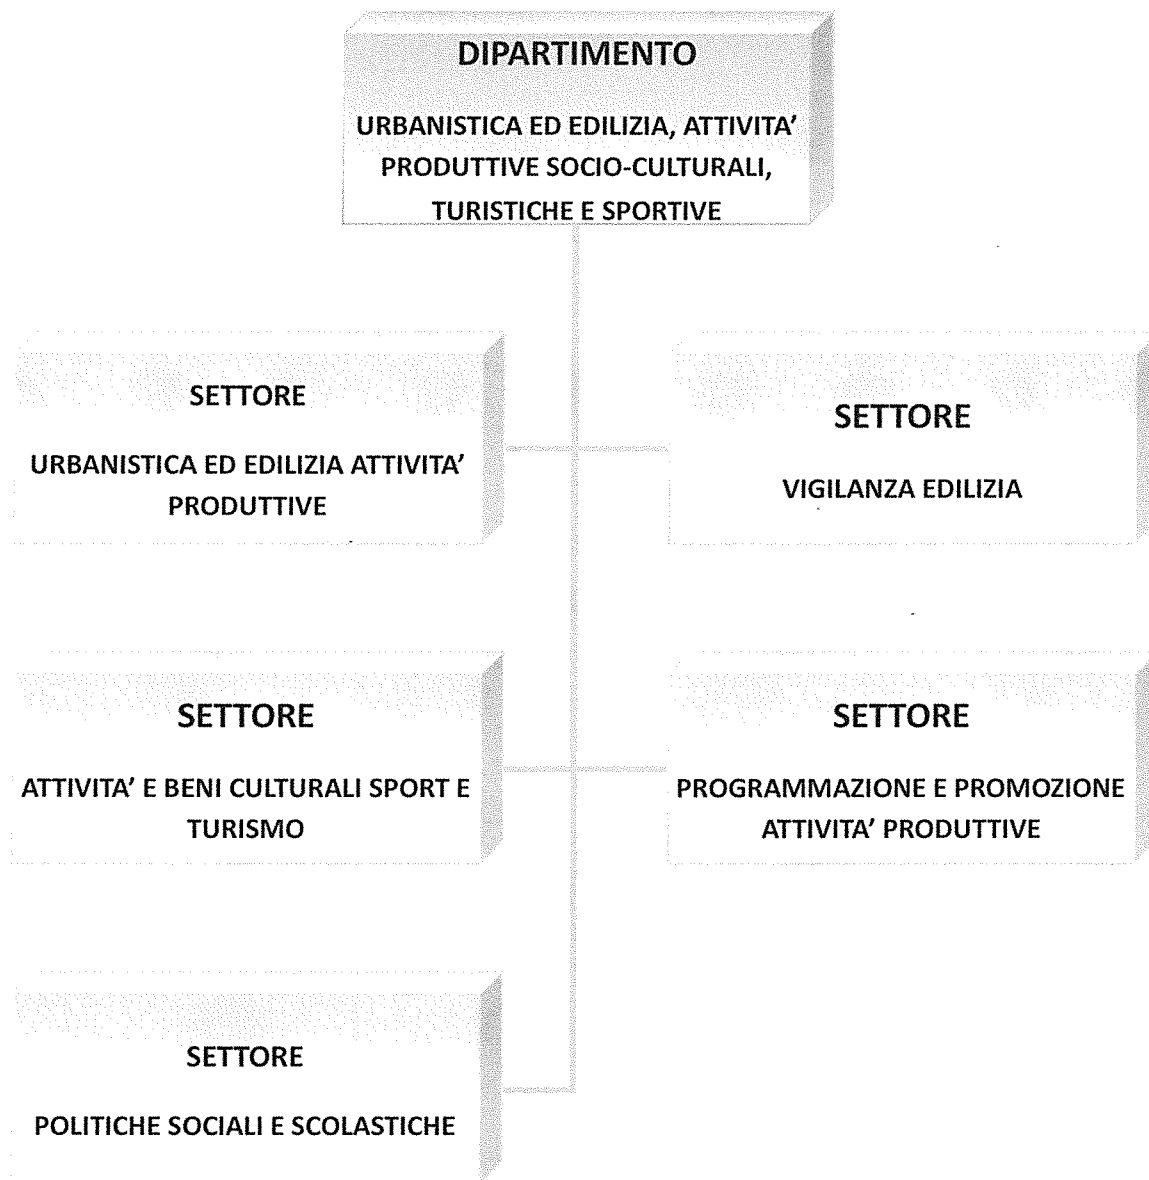 DIPARTIMENTO
URBANISTICA ED EDILIZIA, ATTIVITA’
PRODUTTIVE SOCIO-CULTURALI,
TURISTICHE E SPORTIVE
SETTORE
URBANISTICA ED EDILIZIA ATTIVITA’
PRODUTTIVE
SETTORE
VIGILANZA EDILIZIA
SETTORE
ATTIVITA’ E BENI CULTURALI SPORT E
TURISMO
SETTORE
PROGRAMMAZIONE E PROMOZIONE
ATTIVITA’ PRODUTTIVE
SETTORE
POLITICHE SOCIALI E SCOLASTICHE